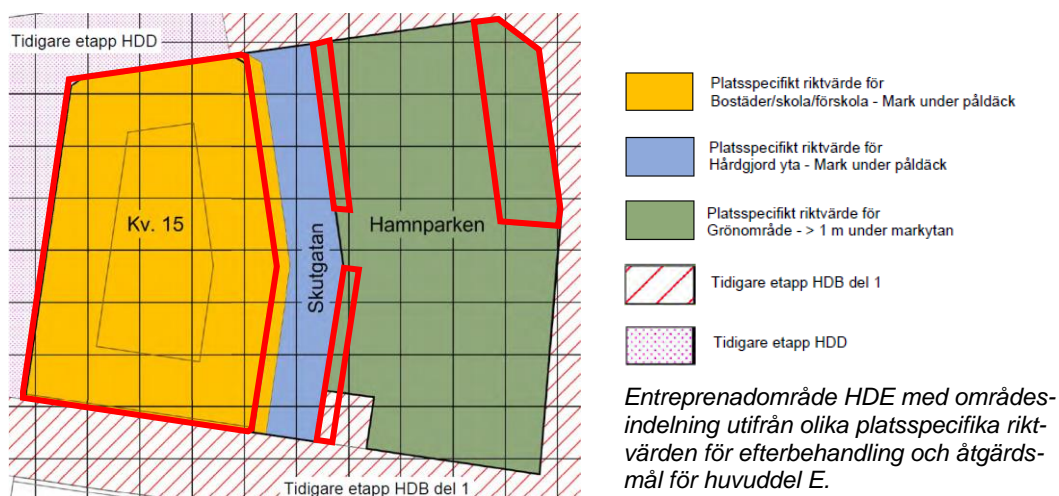 Tidigare etapp HDD
Kv. 15
Skutgatan
Hamnparken
Tidigare etapp HDB del 1
Platsspecifikt riktvärde för
Bostäder/skola/förskola - Mark under påldäck
Platsspecifikt riktvärde för
Hårdgjord yta - Mark under påldäck
Platsspecifikt riktvärde för
Grönområde - > 1 m under markytan
Tidigare etapp HDB del 1
Tidigare etapp HDD
Entreprenadområde HDE med områdes-
indelning utifrån olika platsspecifika rikt-
värden för efterbehandling och åtgärds-
mål för huvuddel E.